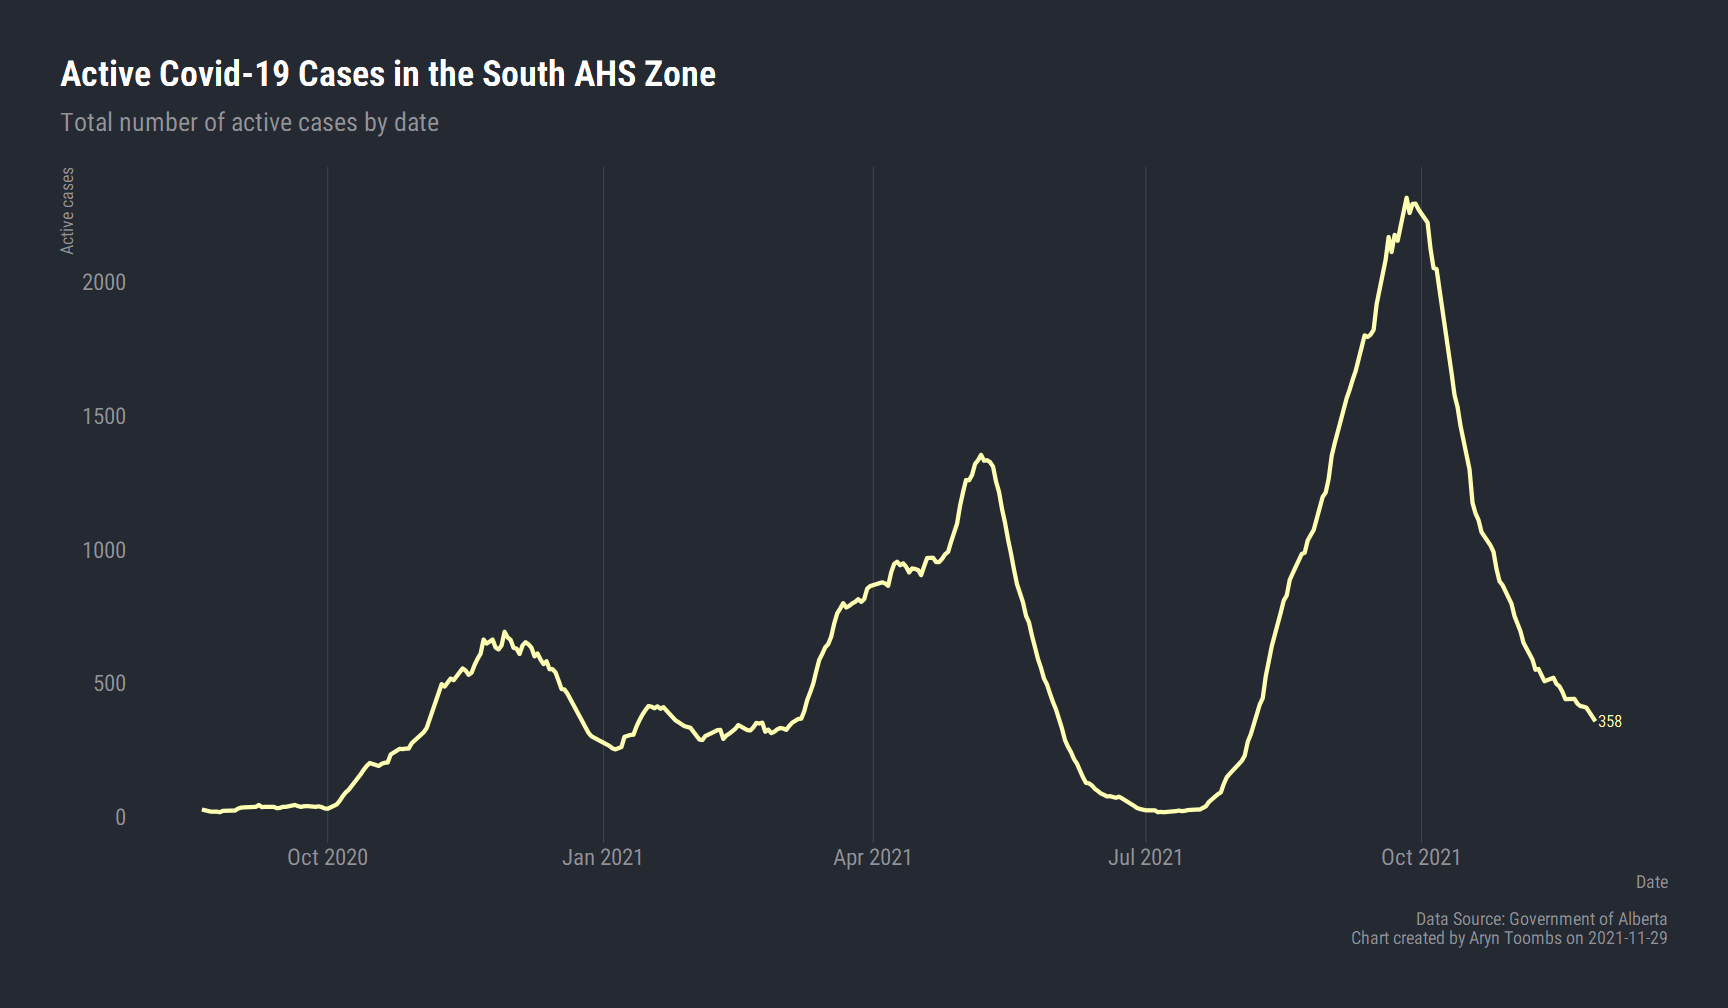 Active Covid-19 Cases in the South AHS Zone
Total number of active cases by date
Active cases
2000
1500
1000
500
0
358
Oct 2020
Jan 2021
Apr 2021
Jul 2021
Oct 2021
Date
Data Source: Government of Alberta
Chart created by Aryn Toombs on 2021-11-29